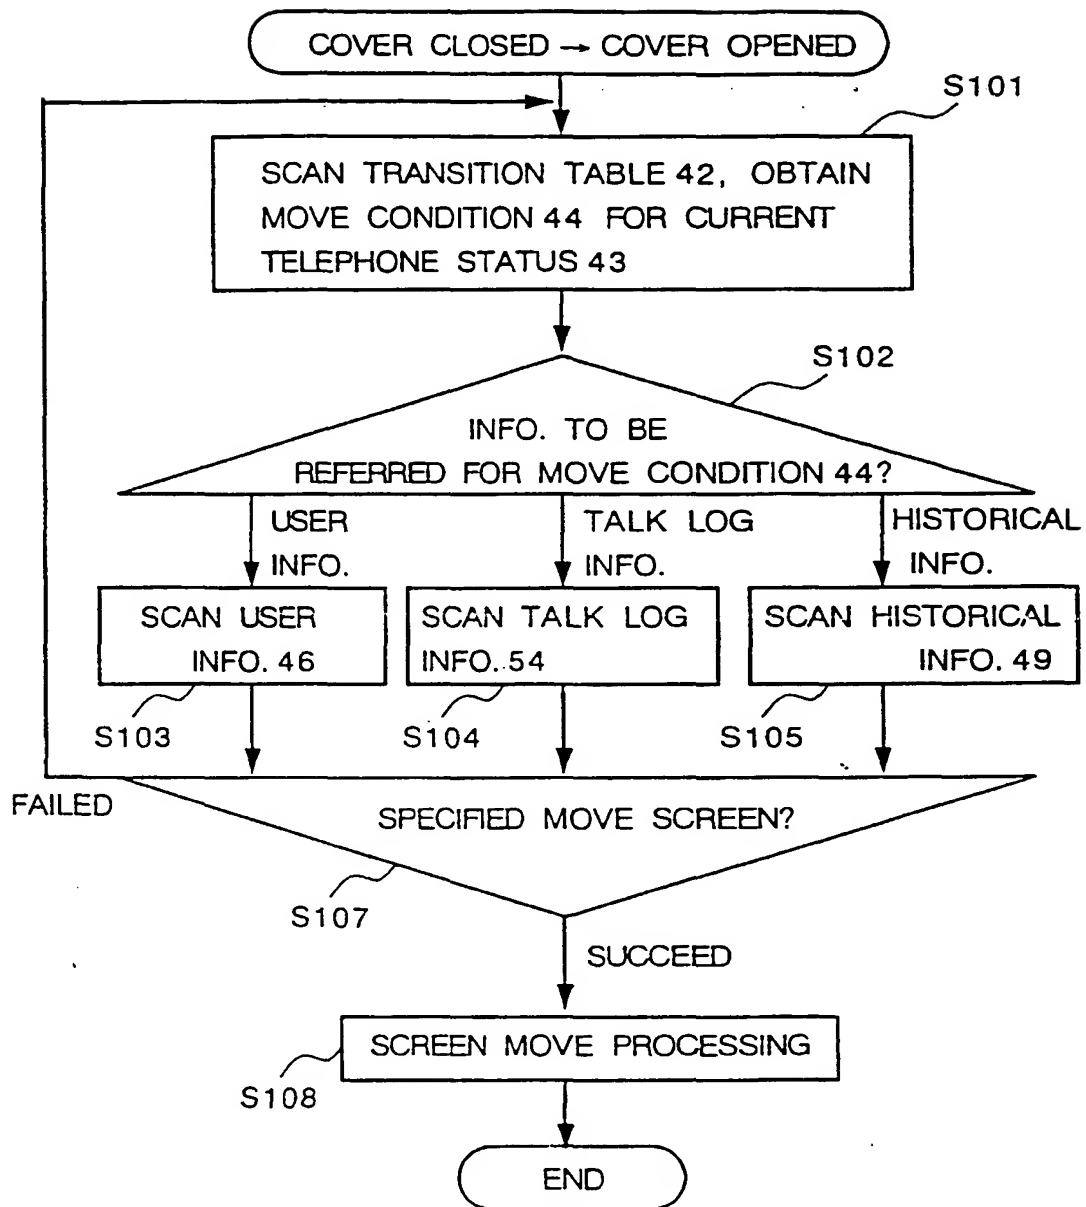 COVER CLOSED → COVER OPENED
S101
SCAN TRANSITION TABLE 42, OBTAIN
MOVE CONDITION 44 FOR CURRENT
TELEPHONE STATUS 43
S102
INFO. TO BE
REFERRED FOR MOVE CONDITION 44?
USER
INFO.
TALK LOG
INFO.
HISTORICAL
INFO.
SCAN USER
INFO. 46
SCAN TALK LOG
INFO. 54
SCAN HISTORICAL
INFO. 49
S103
S104
S105
FAILED
SPECIFIED MOVE SCREEN?
S107
SUCCEED
SCREEN MOVE PROCESSING
S108
END